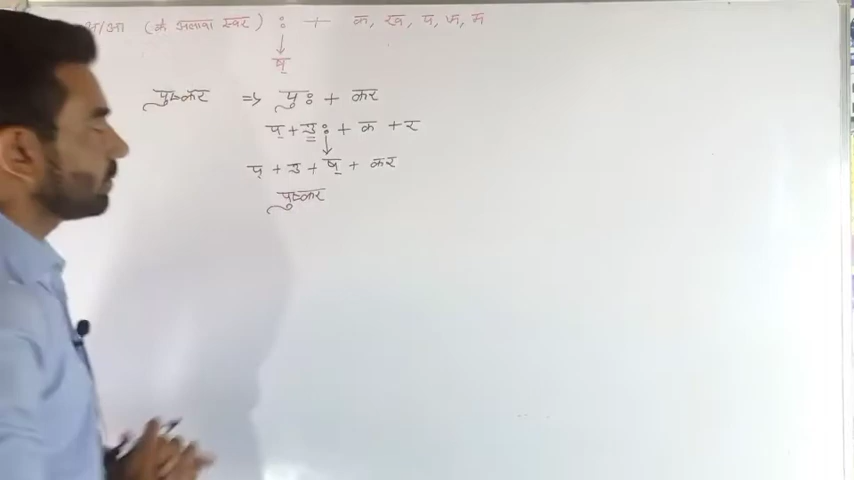 अ/आ (के अलावा स्वर) : + क, ख, प, फ, म
↓
ष्
पुष्कर => पुः + कर
प् + उ : + क + र
↓
प् + उ + ष् + कर
पुष्कर